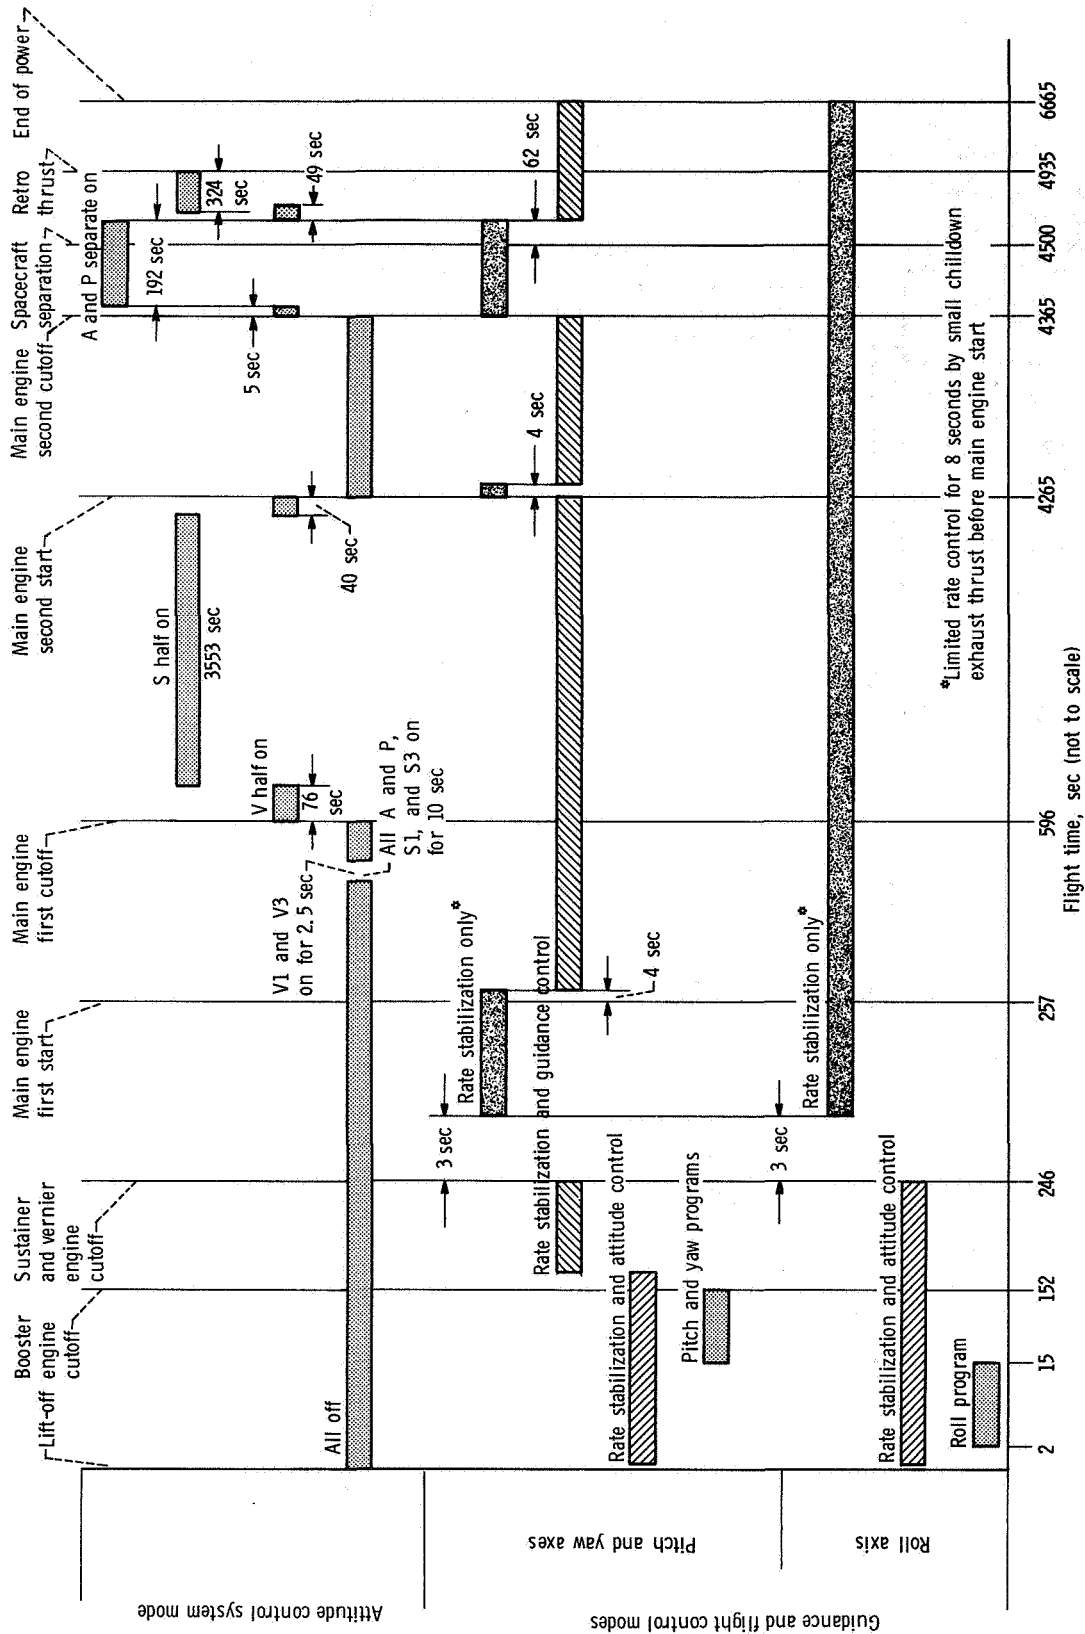 Lift-off
Booster
engine
cutoff
Sustainer
and vernier
engine
cutoff
Main engine
first start
Main engine
first cutoff
Main engine
second start
Main engine
second cutoff
Spacecraft
separation
Retro
thrust
End of power
Attitude control system mode
All off
V1 and V3
on for 2.5 sec
All A and P,
S1, and S3 on
for 10 sec
V half on
76
sec
S half on
3553 sec
40 sec
5 sec
A and P separate on
192 sec
324
sec
49 sec
Guidance and flight control modes
Pitch and yaw axes
3 sec
Rate stabilization only*
Rate stabilization and guidance control
4 sec
4 sec
62 sec
Rate stabilization and attitude control
Pitch and yaw programs
Roll axis
3 sec
Rate stabilization only*
Rate stabilization and attitude control
Roll program
*Limited rate control for 8 seconds by small chilldown
exhaust thrust before main engine start
2 15 152 246 257 596 4265 4365 4500 4935 6665
Flight time, sec (not to scale)